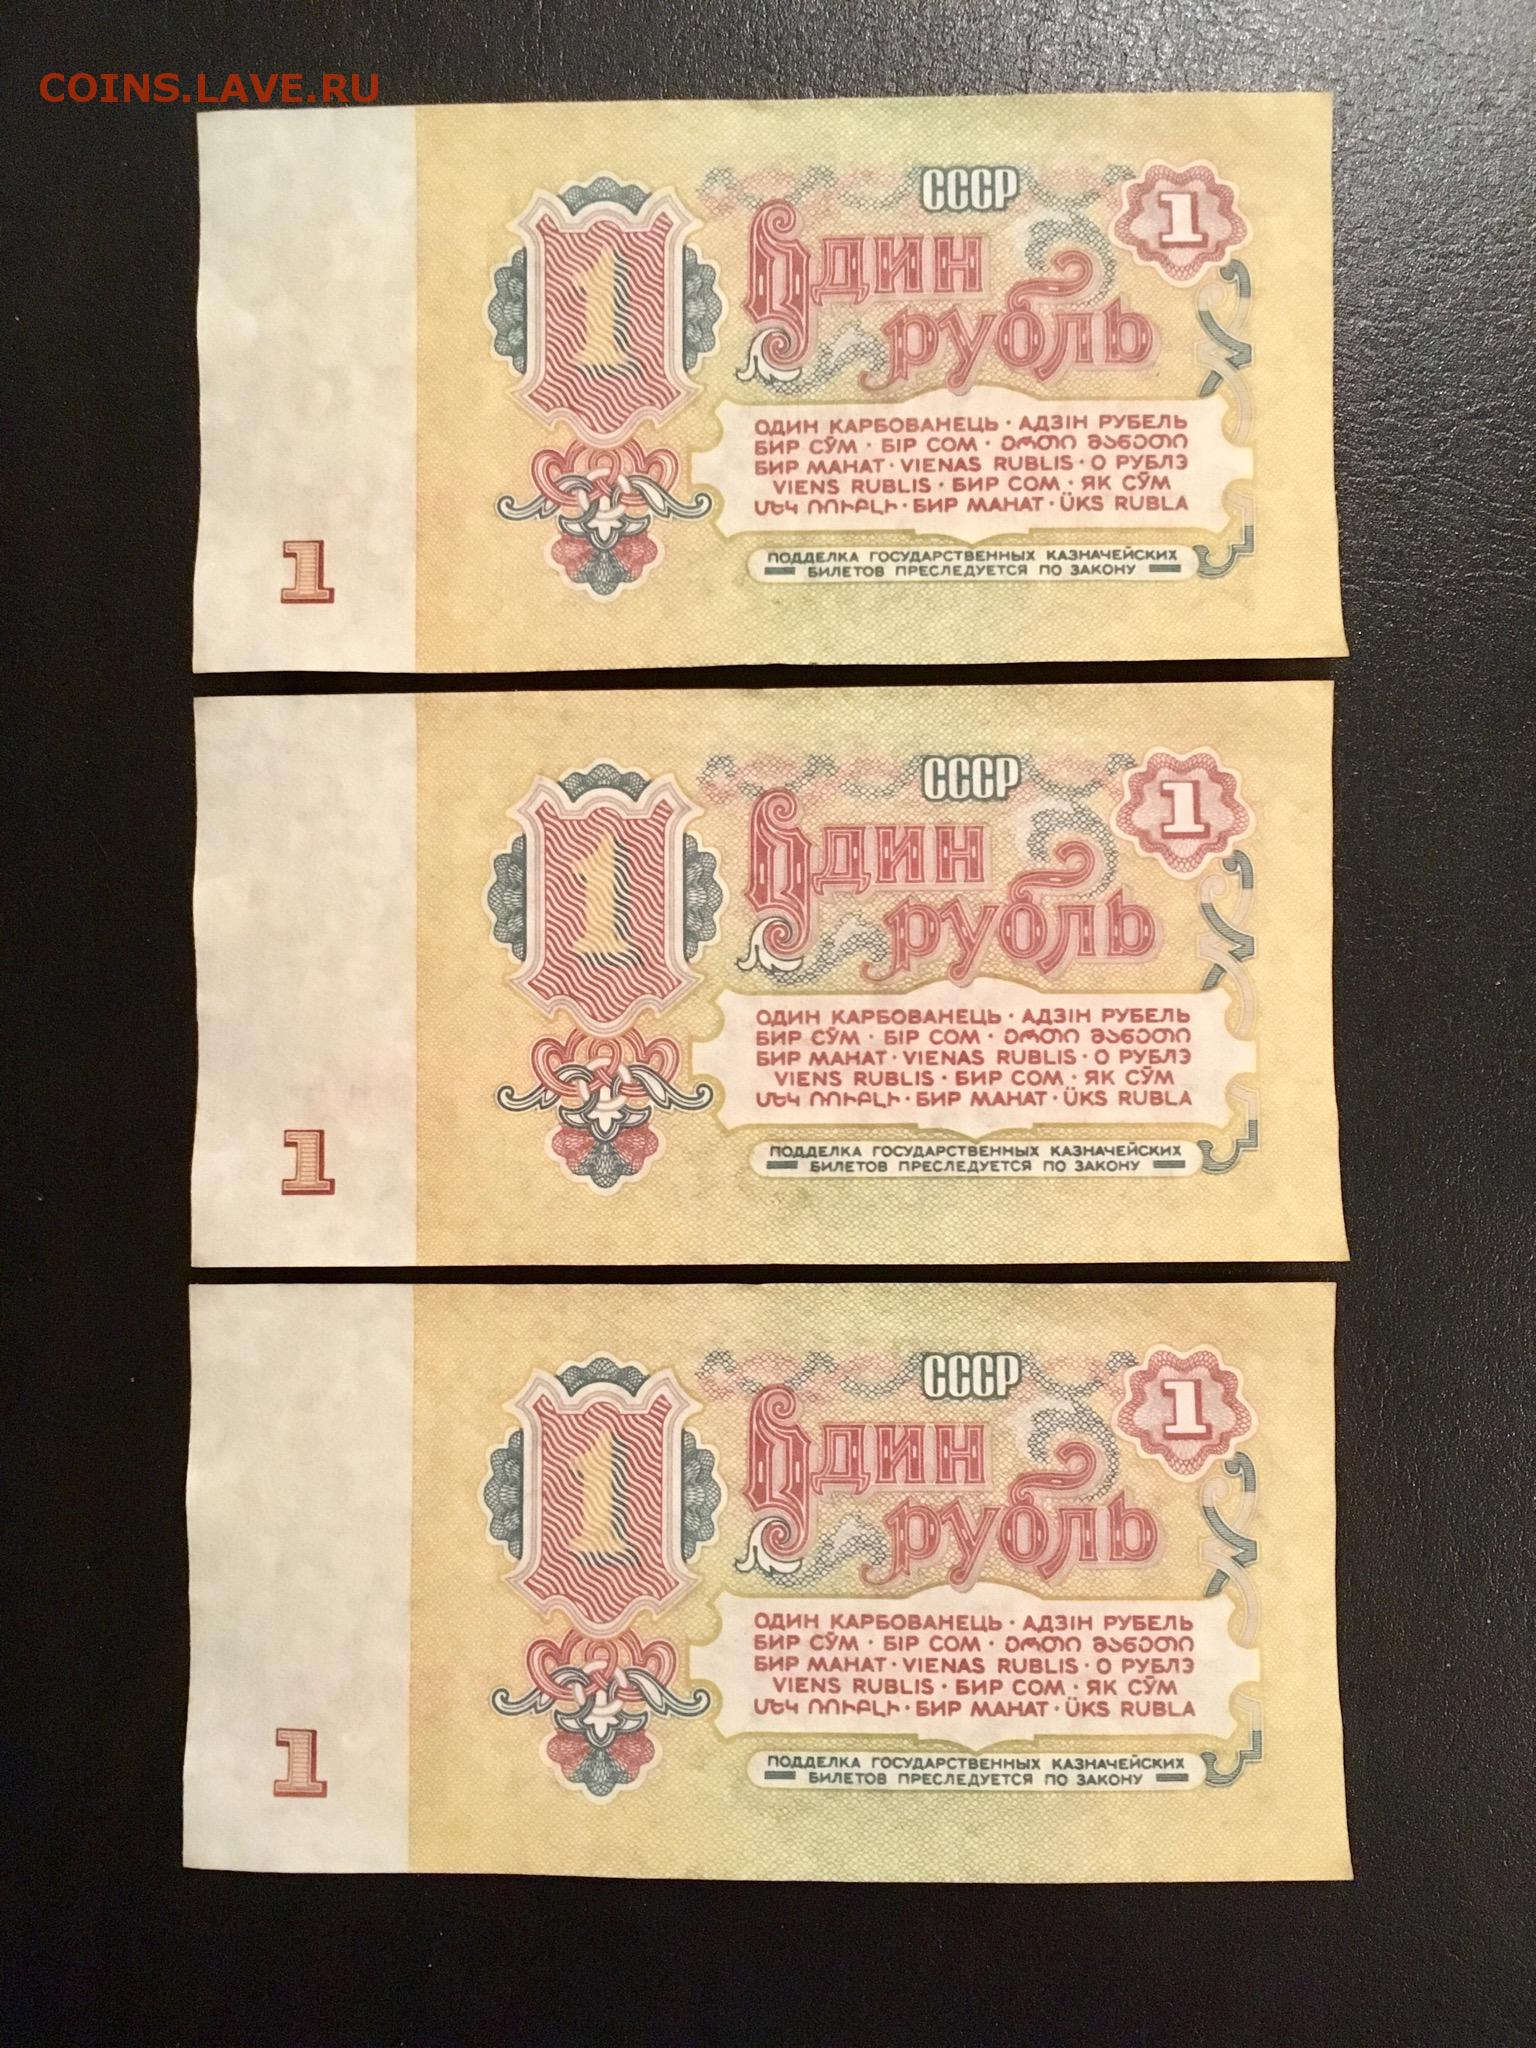 COINS.LAVE.RU
СССР
1
Один
1
рубль
ОДИН КАРБОВАНЕЦЬ · АДЗІН РУБЕЛЬ
БИР СЎМ · БІР СОМ · ᲔᲠᲗᲘ ᲛᲐᲜᲔᲗᲘ
БИР МАНАТ · VIENAS RUBLIS · О РУБЛЭ
VIENS RUBLIS · БИР СОМ · ЯК СӮМ
ՄԵԿ ՌՈՒԲԼԻ · БИР МАНАТ · ÜKS RUBLA
1
ПОДДЕЛКА ГОСУДАРСТВЕННЫХ КАЗНАЧЕЙСКИХ
БИЛЕТОВ ПРЕСЛЕДУЕТСЯ ПО ЗАКОНУ
СССР
1
Один
1
рубль
ОДИН КАРБОВАНЕЦЬ · АДЗІН РУБЕЛЬ
БИР СЎМ · БІР СОМ · ᲔᲠᲗᲘ ᲛᲐᲜᲔᲗᲘ
БИР МАНАТ · VIENAS RUBLIS · О РУБЛЭ
VIENS RUBLIS · БИР СОМ · ЯК СӮМ
ՄԵԿ ՌՈՒԲԼԻ · БИР МАНАТ · ÜKS RUBLA
1
ПОДДЕЛКА ГОСУДАРСТВЕННЫХ КАЗНАЧЕЙСКИХ
БИЛЕТОВ ПРЕСЛЕДУЕТСЯ ПО ЗАКОНУ
СССР
1
Один
1
рубль
ОДИН КАРБОВАНЕЦЬ · АДЗІН РУБЕЛЬ
БИР СЎМ · БІР СОМ · ᲔᲠᲗᲘ ᲛᲐᲜᲔᲗᲘ
БИР МАНАТ · VIENAS RUBLIS · О РУБЛЭ
VIENS RUBLIS · БИР СОМ · ЯК СӮМ
ՄԵԿ ՌՈՒԲԼԻ · БИР МАНАТ · ÜKS RUBLA
1
ПОДДЕЛКА ГОСУДАРСТВЕННЫХ КАЗНАЧЕЙСКИХ
БИЛЕТОВ ПРЕСЛЕДУЕТСЯ ПО ЗАКОНУ